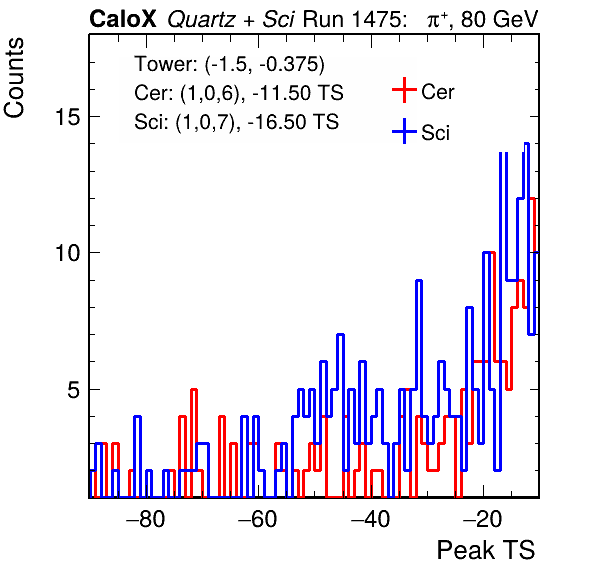 CaloX Quartz + Sci Run 1475: π⁺, 80 GeV
Counts
Tower: (-1.5, -0.375)
Cer: (1,0,6), -11.50 TS
Sci: (1,0,7), -16.50 TS
Cer
Sci
15
10
5
−80 −60 −40 −20
Peak TS